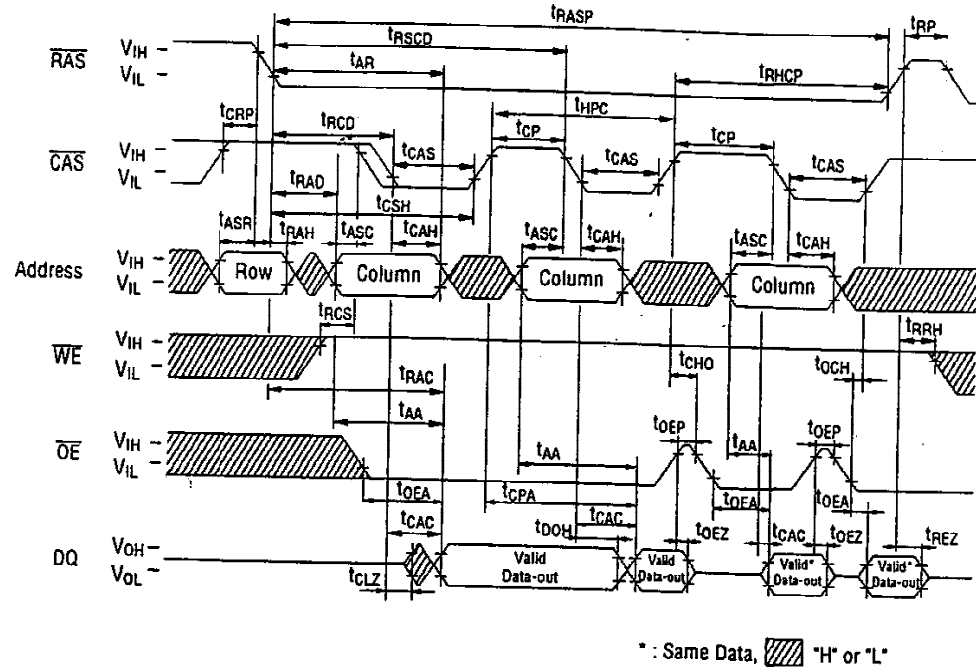 tRASP
tRP
tRSCD
RAS VIH
VIL
tAR
tRHCP
tCRP
tRCD
tHPC
tCP
tCP
CAS VIH
VIL
tCAS
tCAS
tCAS
tRAD
tCSH
tASR
tRAH
tASC
tCAH
tASC
tCAH
tASC
tCAH
Address VIH
VIL
Row
Column
Column
Column
tRCS
tRRH
WE VIH
VIL
tCHO
tOCH
tRAC
tAA
tOEP
tOEP
OE VIH
VIL
tAA
tAA
tOEA
tCPA
tOEA
tOEA
tCAC
tDOH
tCAC
tOEZ
tCAC
tOEZ
tREZ
DQ VOH
VOL
tCLZ
Valid
Data-out
Valid
Data-out
Valid*
Data-out
Valid*
Data-out
* : Same Data, "H" or "L"